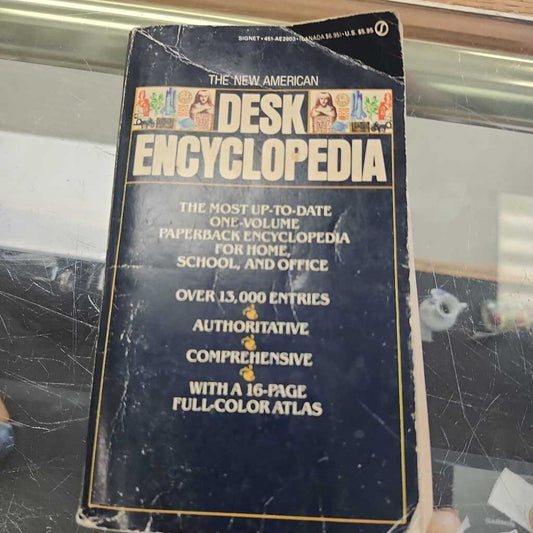 SIGNET • 451-AE2803 • (CANADA $6.95) • U.S. $5.95
THE NEW AMERICAN
DESK
ENCYCLOPEDIA
THE MOST UP-TO-DATE
ONE-VOLUME
PAPERBACK ENCYCLOPEDIA
FOR HOME,
SCHOOL, AND OFFICE
OVER 13,000 ENTRIES
AUTHORITATIVE
COMPREHENSIVE
WITH A 16-PAGE
FULL-COLOR ATLAS